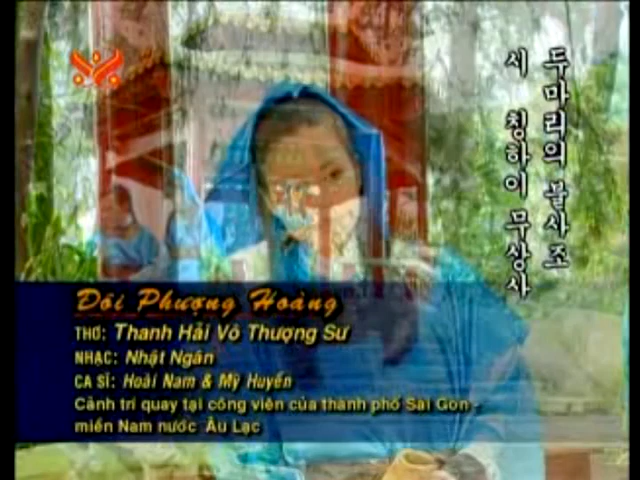 두마리의 불사조
시 칭하이 무상사
Đôi Phượng Hoàng
THƠ: Thanh Hải Vô Thượng Sư
NHẠC: Nhật Ngân
CA SĨ: Hoài Nam & Mỹ Huyền
Cảnh trí quay tại công viên của thành phố Sài Gòn -
miền Nam nước Âu Lạc